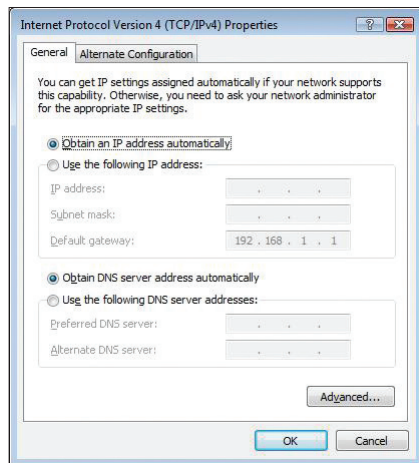 Internet Protocol Version 4 (TCP/IPv4) Properties
General
Alternate Configuration
You can get IP settings assigned automatically if your network supports
this capability. Otherwise, you need to ask your network administrator
for the appropriate IP settings.
Obtain an IP address automatically
Use the following IP address:
IP address:
. . .
Subnet mask:
. . .
Default gateway:
192 . 168 . 1 . 1
Obtain DNS server address automatically
Use the following DNS server addresses:
Preferred DNS server:
. . .
Alternate DNS server:
. . .
Advanced...
OK
Cancel